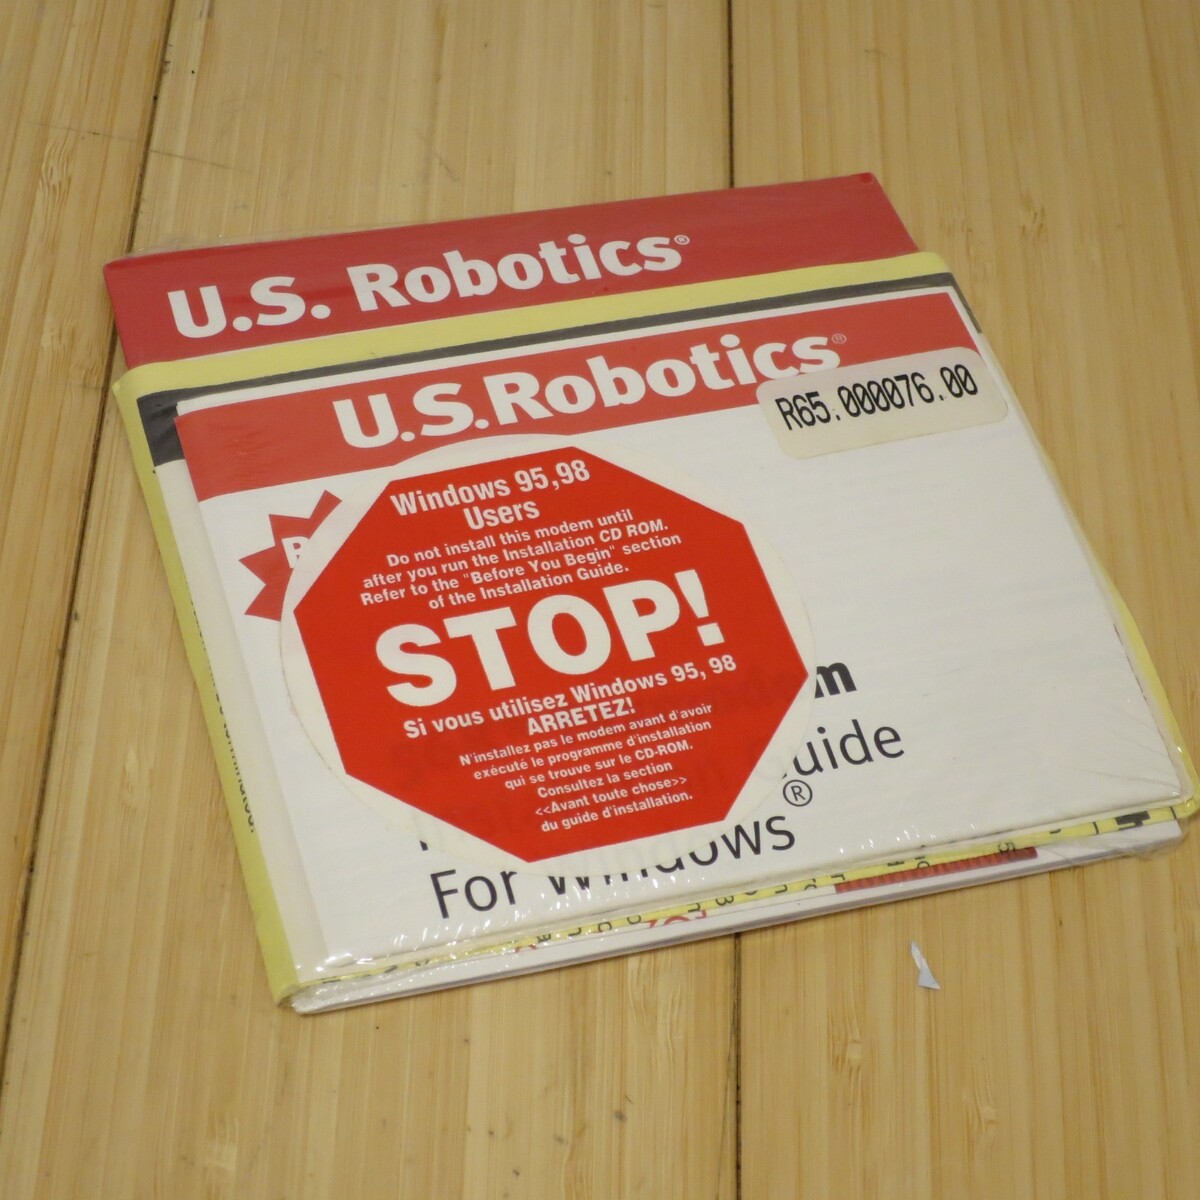 U.S. Robotics®
U.S. Robotics®
R65.000076.00
Windows 95,98
Users
Do not install this modem until
after you run the Installation CD ROM.
Refer to the "Before You Begin" section
of the Installation Guide.
STOP!
Si vous utilisez Windows 95, 98
ARRETEZ!
N'installez pas le modem avant d'avoir
exécuté le programme d'installation
qui se trouve sur le CD-ROM.
Consultez la section
<<Avant toute chose>>
du guide d'installation.
For Windows®